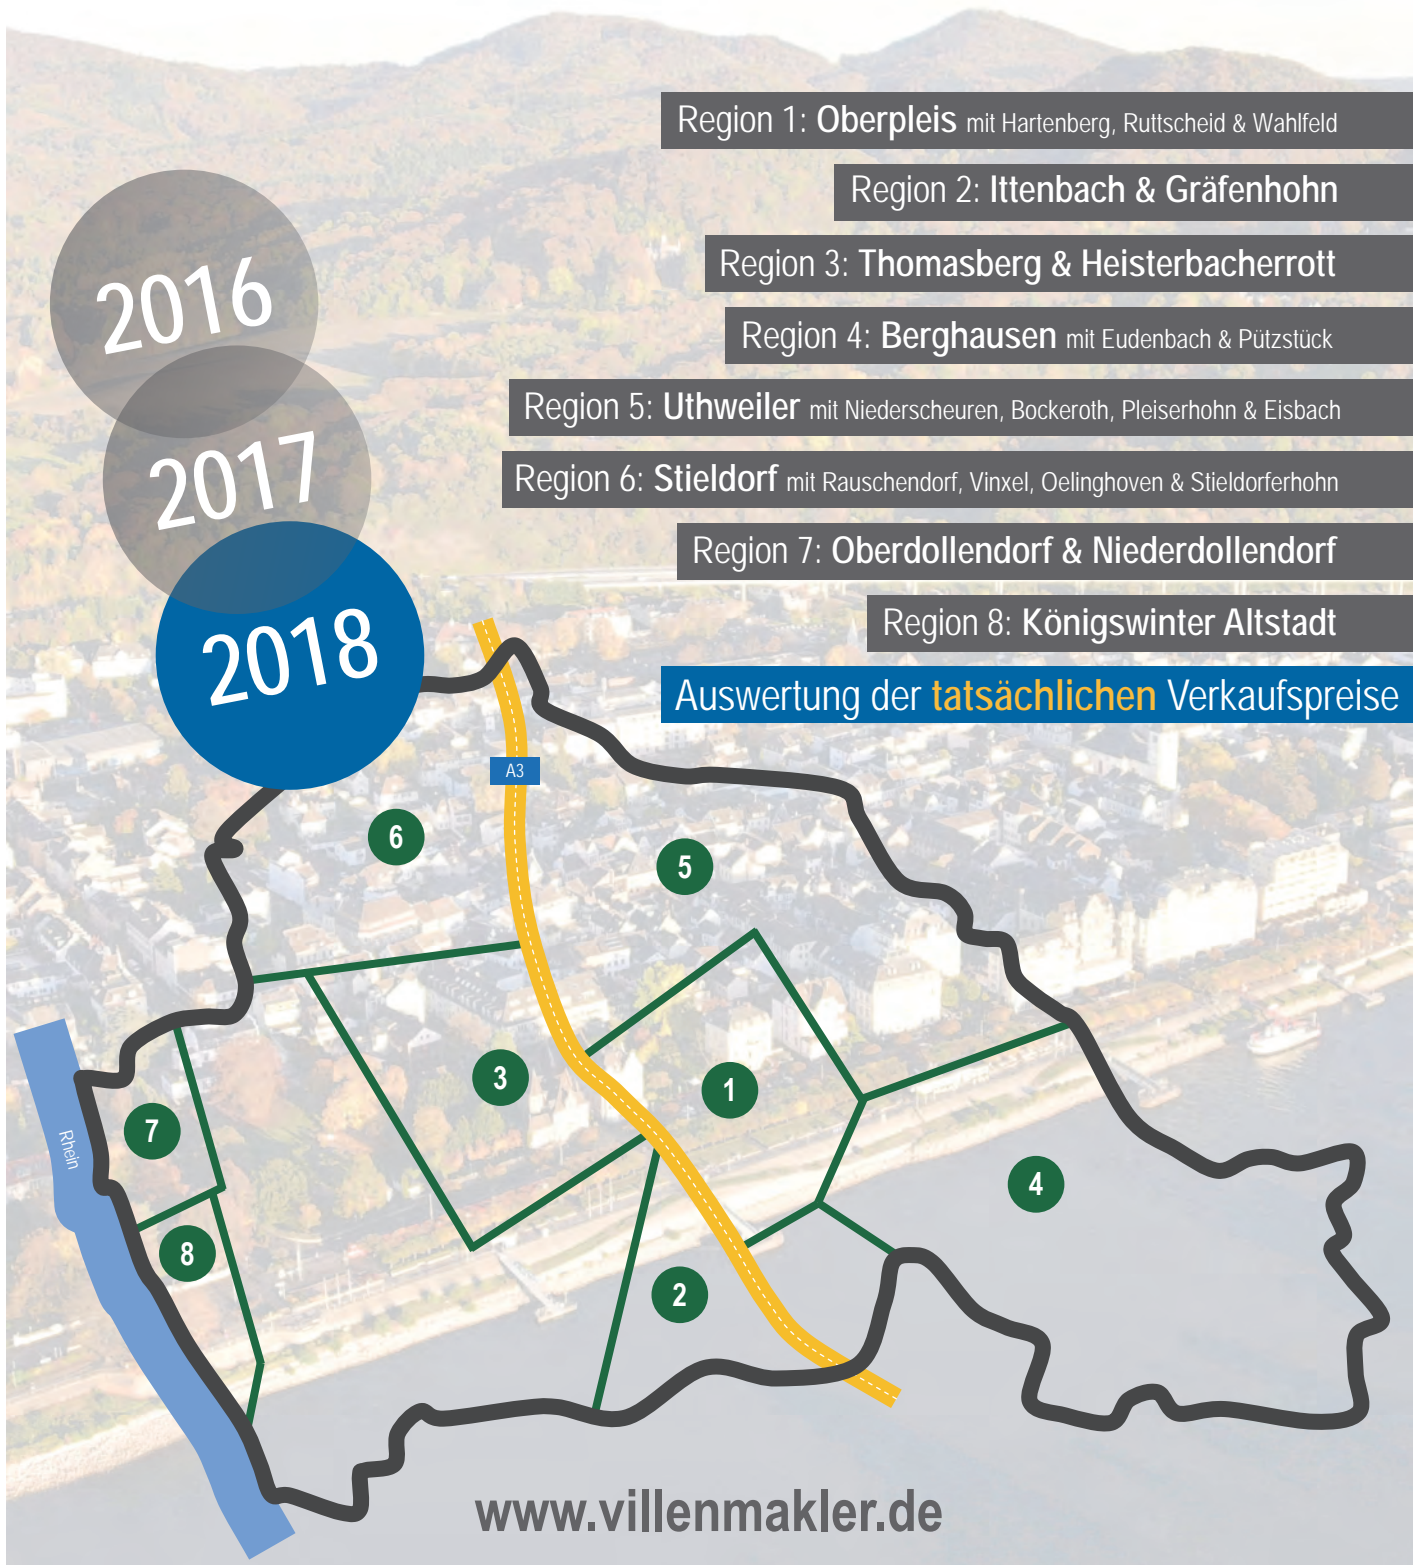 Region 1: Oberpleis mit Hartenberg, Ruttscheid & Wahlfeld
Region 2: Ittenbach & Gräfenhohn
Region 3: Thomasberg & Heisterbacherrott
Region 4: Berghausen mit Eudenbach & Pützstück
Region 5: Uthweiler mit Niederscheuren, Bockeroth, Pleiserhohn & Eisbach
Region 6: Stieldorf mit Rauschendorf, Vinxel, Oelinghoven & Stieldorferhohn
Region 7: Oberdollendorf & Niederdollendorf
Region 8: Königswinter Altstadt
Auswertung der tatsächlichen Verkaufspreise
2016
2017
2018
A3
6
5
3
1
7
Rhein
4
8
2
www.villenmakler.de